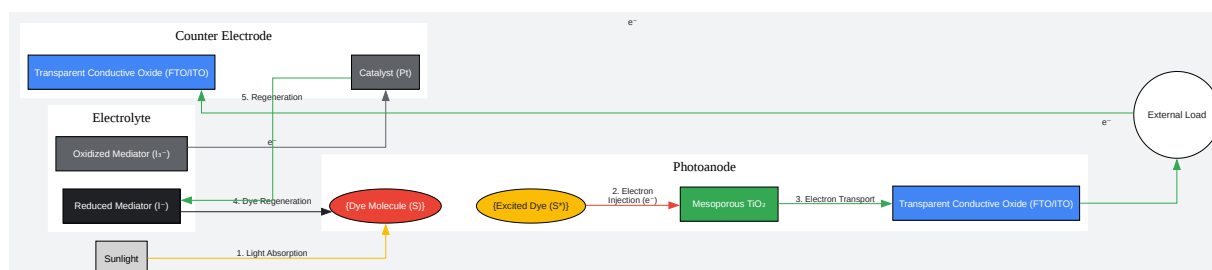 e⁻
Counter Electrode
Transparent Conductive Oxide (FTO/ITO)
Catalyst (Pt)
5. Regeneration
External Load
e⁻
Electrolyte
Oxidized Mediator (I₃⁻)
e⁻
Photoanode
Reduced Mediator (I⁻)
4. Dye Regeneration
{Dye Molecule (S)}
{Excited Dye (S*)}
2. Electron
Injection (e⁻)
Mesoporous TiO₂
3. Electron Transport
Transparent Conductive Oxide (FTO/ITO)
Sunlight
1. Light Absorption